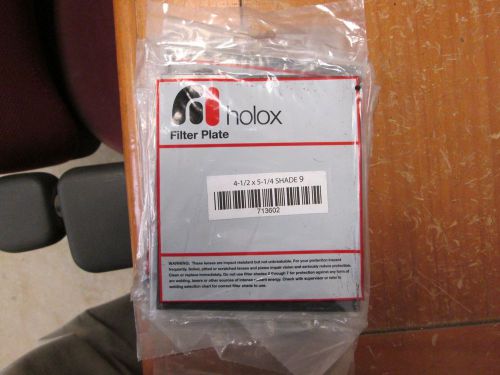 holox
Filter Plate
4-1/2 x 5-1/4 SHADE 9
713602
WARNING: These lenses are impact resistant but not unbreakable. For your protection inspect
frequently. Soiled, pitted or scratched lenses and plates impair vision and seriously reduce protection.
Clean or replace immediately. Do not use filter shades 2 through 7 for protection against any form of
arc welding, lasers or other sources of intense radiant energy. Check with supervisor or refer to
welding selection chart for correct filter shade to use.